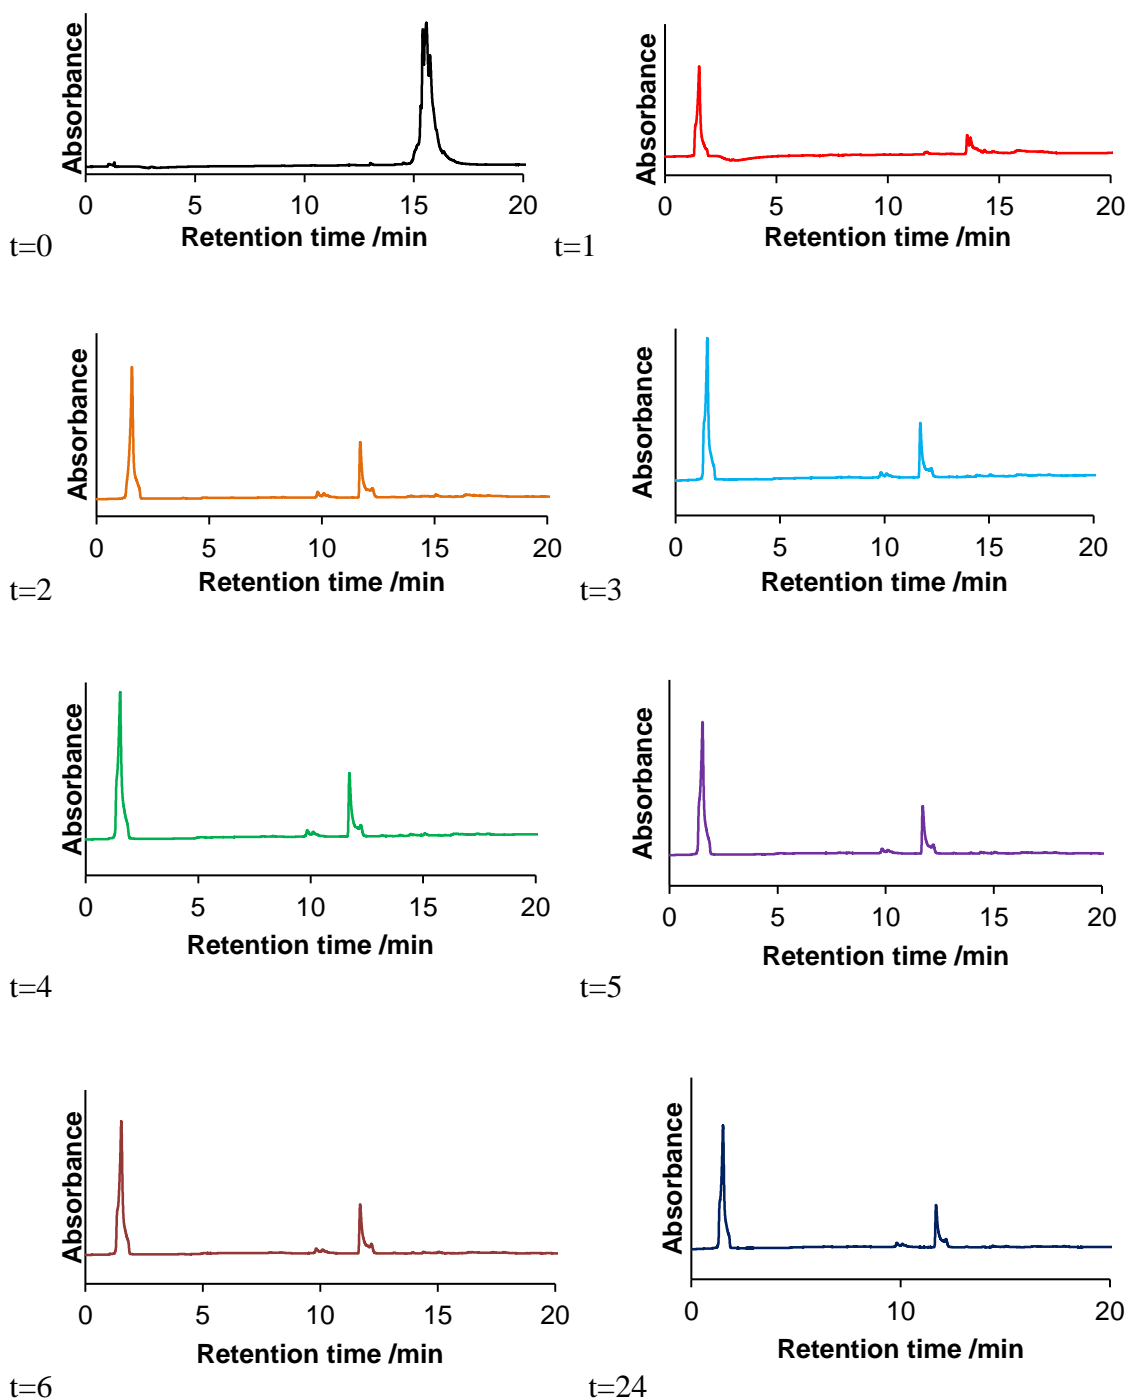 Absorbance
0 5 10 15 20
Retention time /min
t=0
Absorbance
0 5 10 15 20
Retention time /min
t=1
Absorbance
0 5 10 15 20
Retention time /min
t=2
Absorbance
0 5 10 15 20
Retention time /min
t=3
Absorbance
0 5 10 15 20
Retention time /min
t=4
Absorbance
0 5 10 15 20
Retention time /min
t=5
Absorbance
0 5 10 15 20
Retention time /min
t=6
Absorbance
0 10 20
Retention time /min
t=24